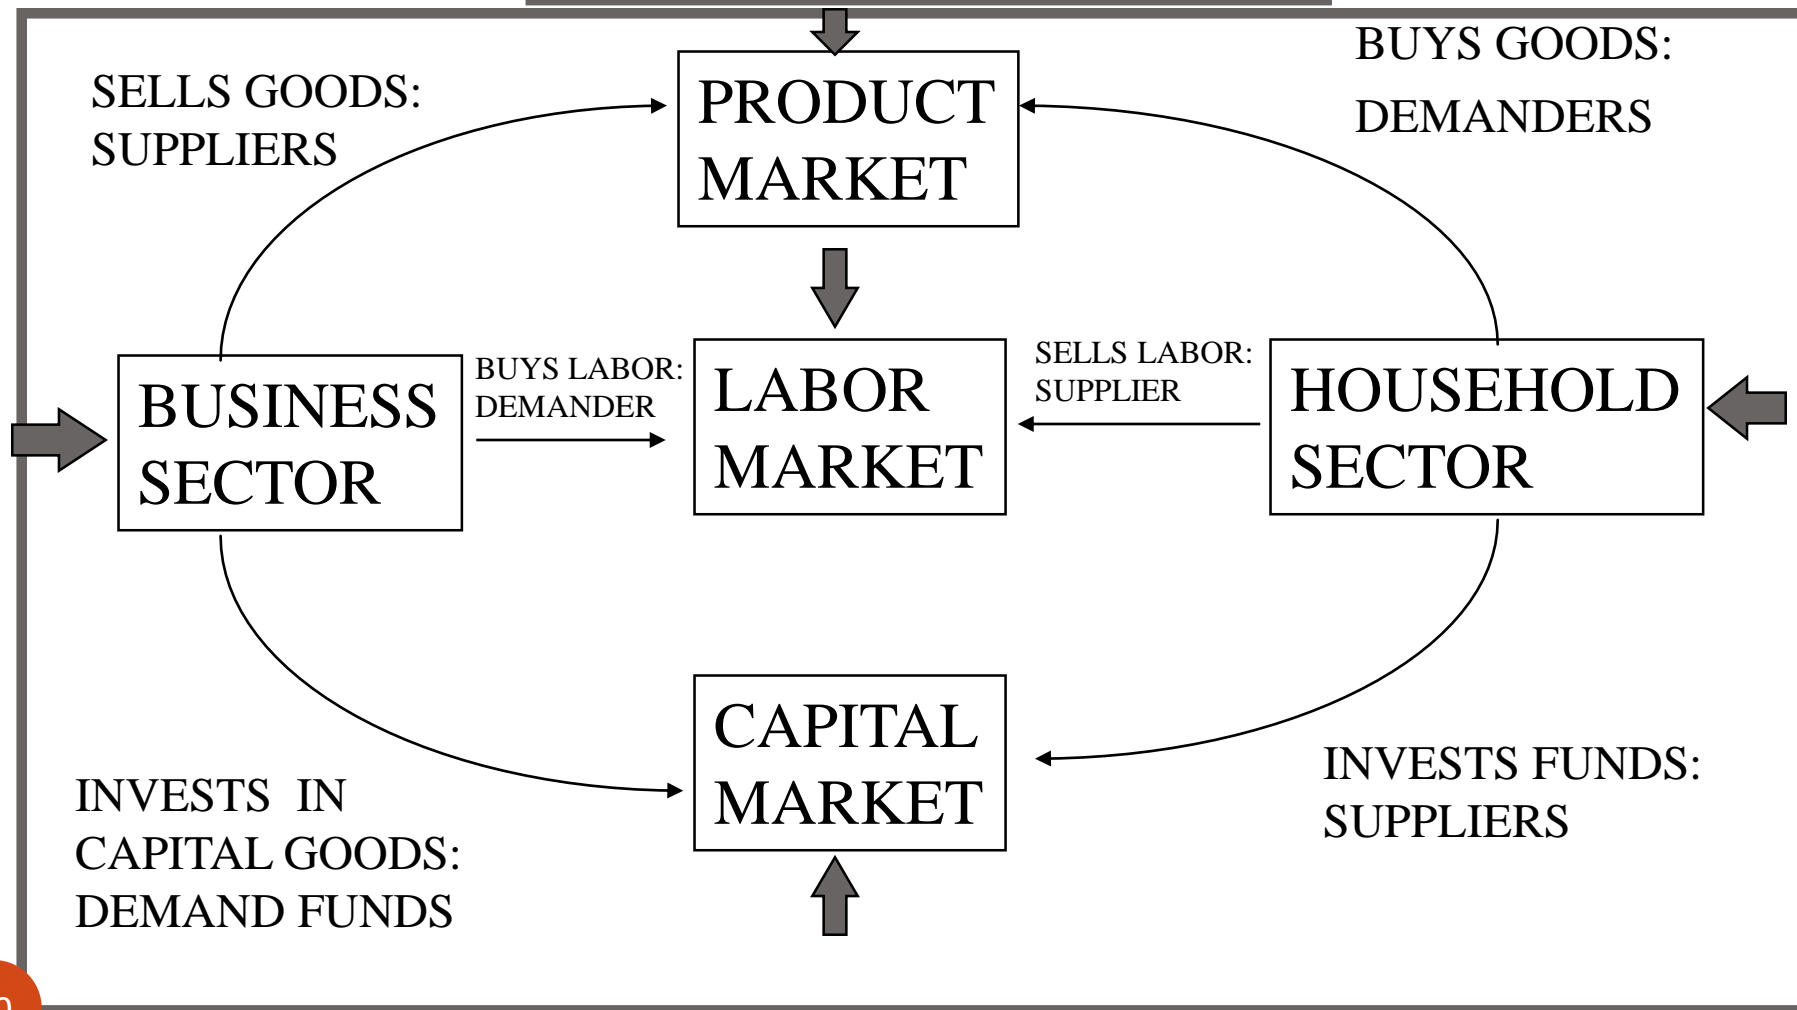 SELLS GOODS:
SUPPLIERS
PRODUCT
MARKET
BUYS GOODS:
DEMANDERS
BUSINESS
SECTOR
BUYS LABOR:
DEMANDER
LABOR
MARKET
SELLS LABOR:
SUPPLIER
HOUSEHOLD
SECTOR
INVESTS IN
CAPITAL GOODS:
DEMAND FUNDS
CAPITAL
MARKET
INVESTS FUNDS:
SUPPLIERS